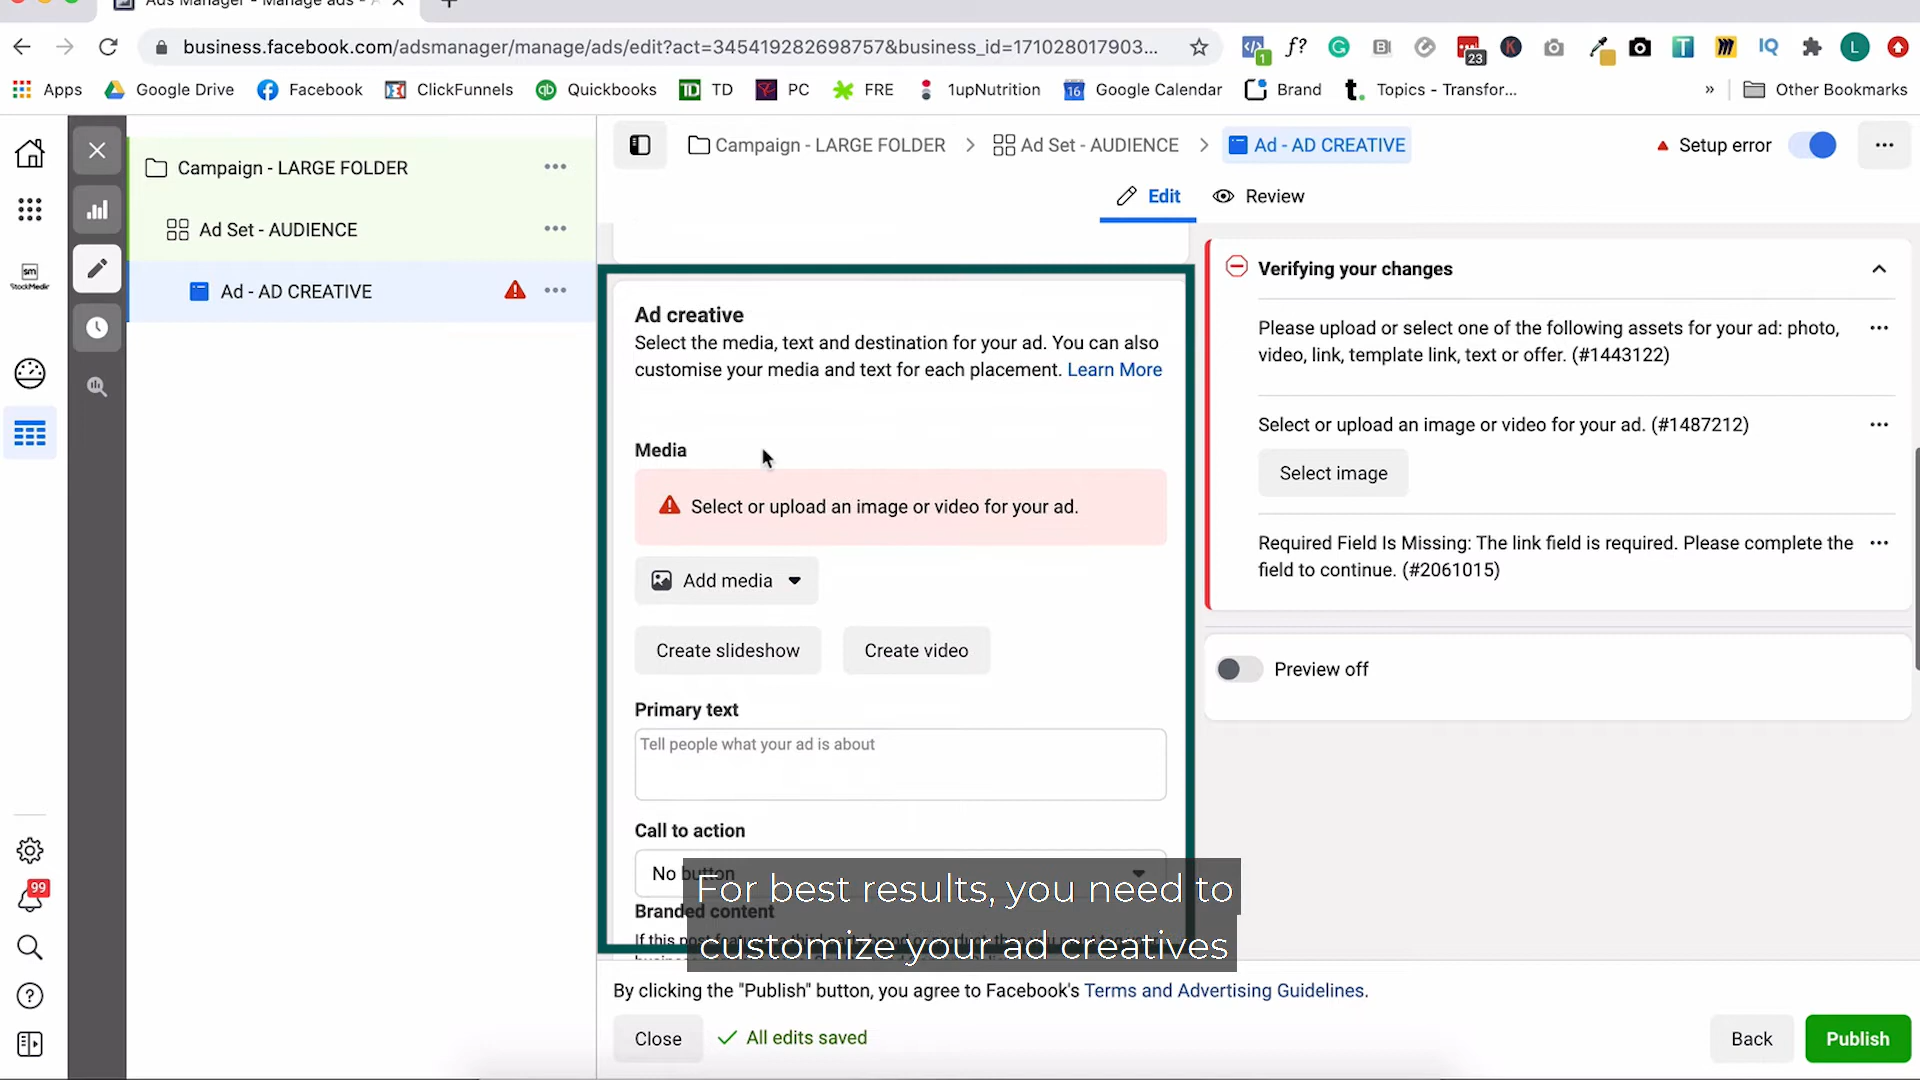 Ads Manager - Manage ads - A
business.facebook.com/adsmanager/manage/ads/edit?act=345419282698757&business_id=171028017903...
1
f?
23
K
T
IQ
L
Apps
Google Drive
Facebook
ClickFunnels
qb
Quickbooks
TD
TD
PC
FRE
1upNutrition
16
Google Calendar
Brand
t.
Topics - Transfor...
»
Other Bookmarks
Campaign - LARGE FOLDER
Ad Set - AUDIENCE
Ad - AD CREATIVE
Campaign - LARGE FOLDER
Ad Set - AUDIENCE
Ad - AD CREATIVE
Setup error
Edit
Review
sm
99
Ad creative
Select the media, text and destination for your ad. You can also
customise your media and text for each placement. Learn More
Media
Select or upload an image or video for your ad.
Add media
Create slideshow
Create video
Primary text
Tell people what your ad is about
Call to action
No button
Branded content
For best results, you need to
customize your ad creatives
Verifying your changes
Please upload or select one of the following assets for your ad: photo,
video, link, template link, text or offer. (#1443122)
Select or upload an image or video for your ad. (#1487212)
Select image
Required Field Is Missing: The link field is required. Please complete the
field to continue. (#2061015)
Preview off
By clicking the "Publish" button, you agree to Facebook's Terms and Advertising Guidelines.
Close
All edits saved
Back
Publish